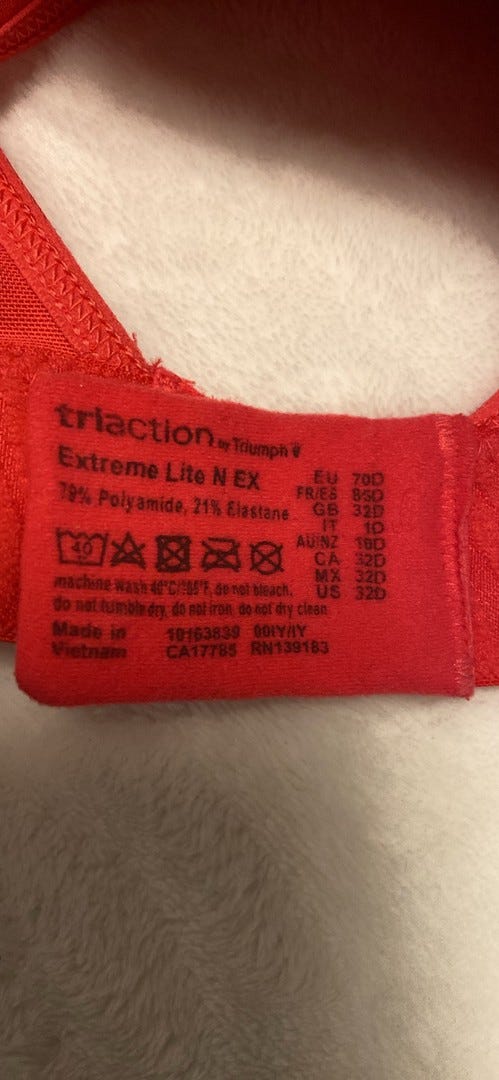 triaction by Triumph
Extreme Lite N EX
79% Polyamide, 21% Elastane
EU 70D
FR/ES 85D
GB 32D
IT 1D
AU/NZ 10D
CA 32D
MX 32D
US 32D
40
machine wash 40°C/105°F, do not bleach,
do not tumble dry, do not iron, do not dry clean
Made in 10163839 00IY/IY
Vietnam CA17785 RN139183